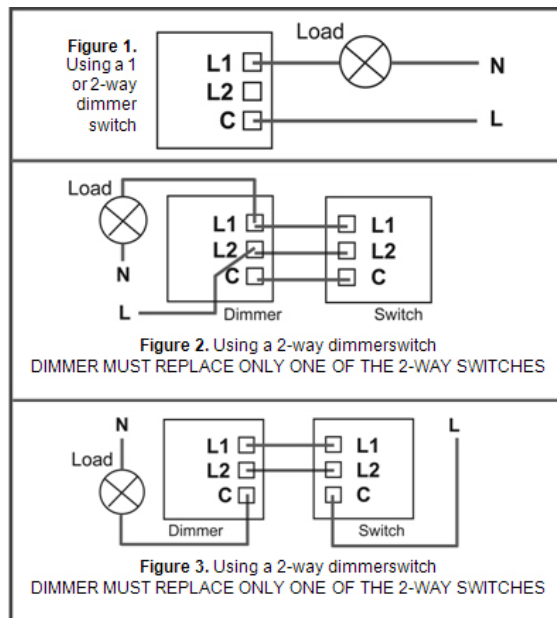 Figure 1.
Using a 1
or 2-way
dimmer
switch
Load
L1
N
L2
C
L
Load
L1
L1
L2
L2
N
C
C
L
Dimmer
Switch
Figure 2. Using a 2-way dimmerswitch
DIMMER MUST REPLACE ONLY ONE OF THE 2-WAY SWITCHES
N
L
L1
L1
Load
L2
L2
C
C
Dimmer
Switch
Figure 3. Using a 2-way dimmerswitch
DIMMER MUST REPLACE ONLY ONE OF THE 2-WAY SWITCHES